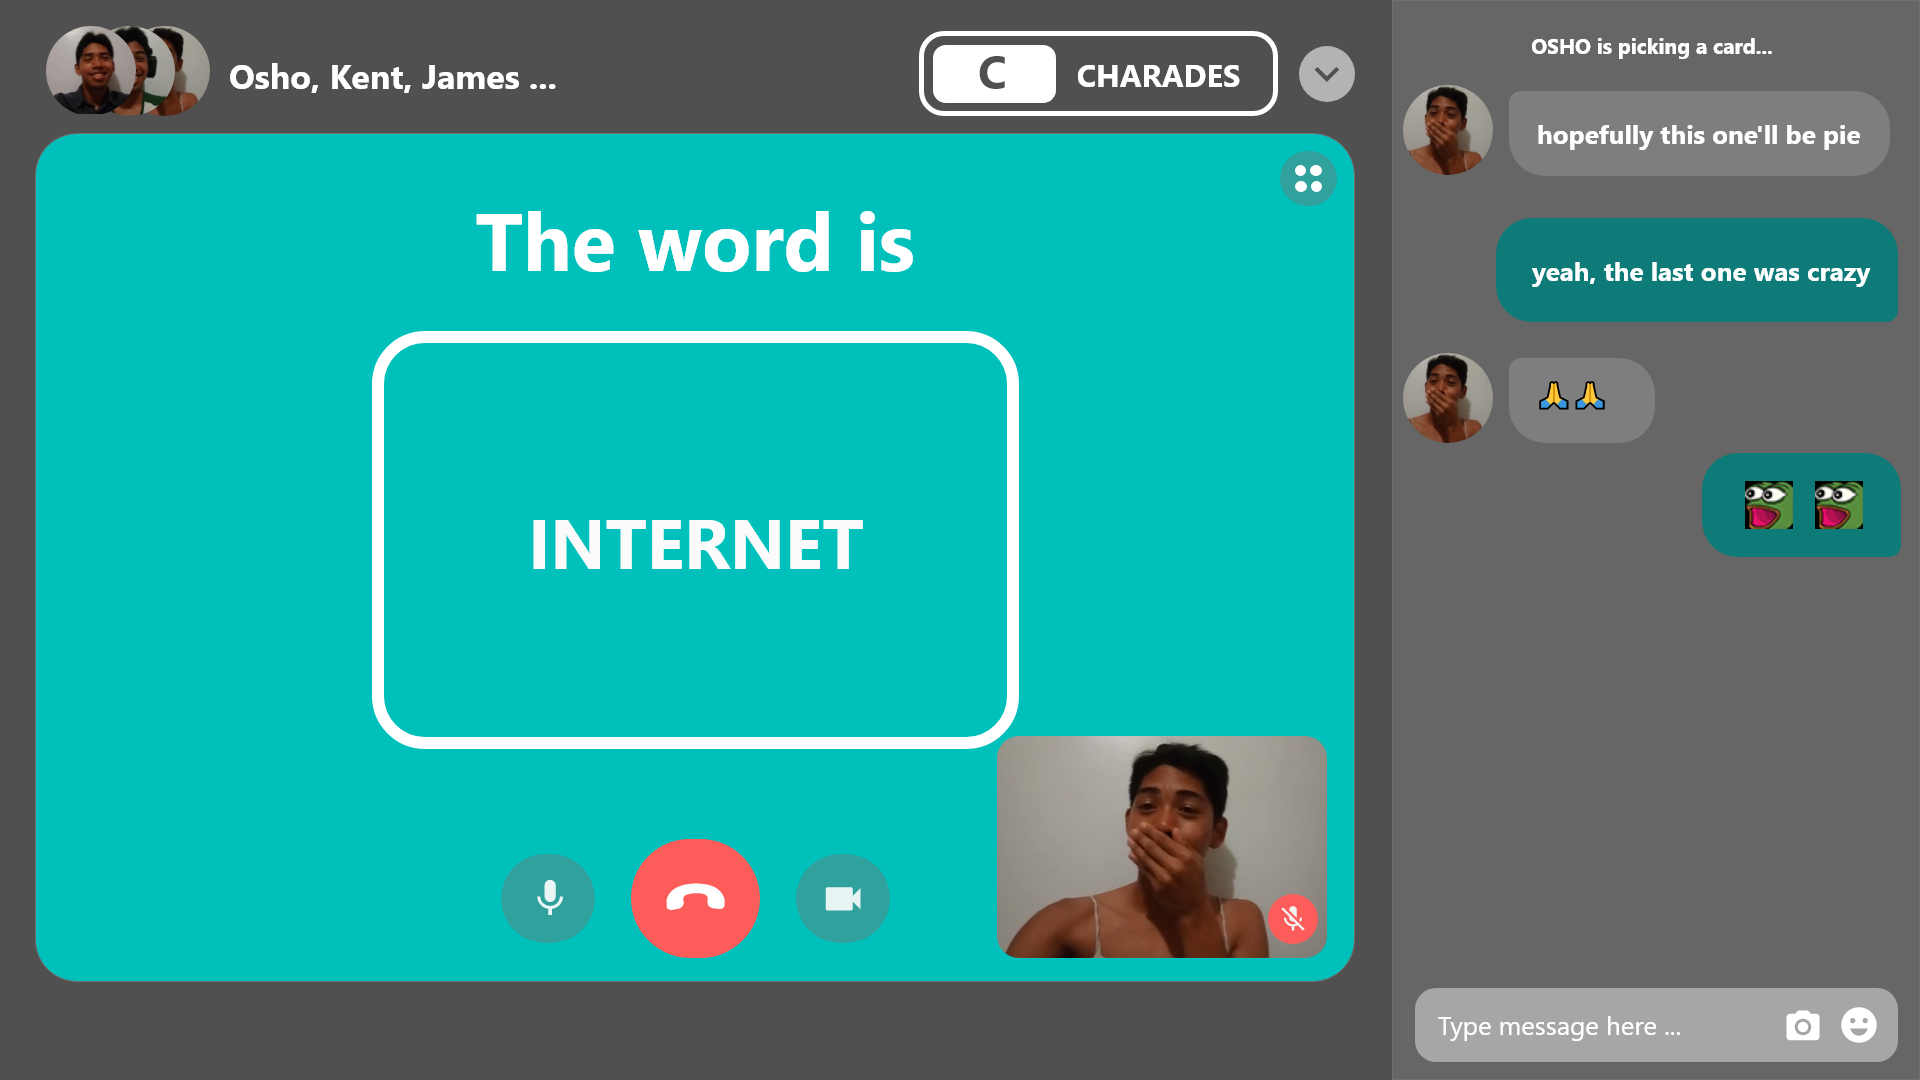 Osho, Kent, James ...
C CHARADES
The word is
INTERNET
OSHO is picking a card...
hopefully this one'll be pie
yeah, the last one was crazy
🙏🙏
Type message here ...